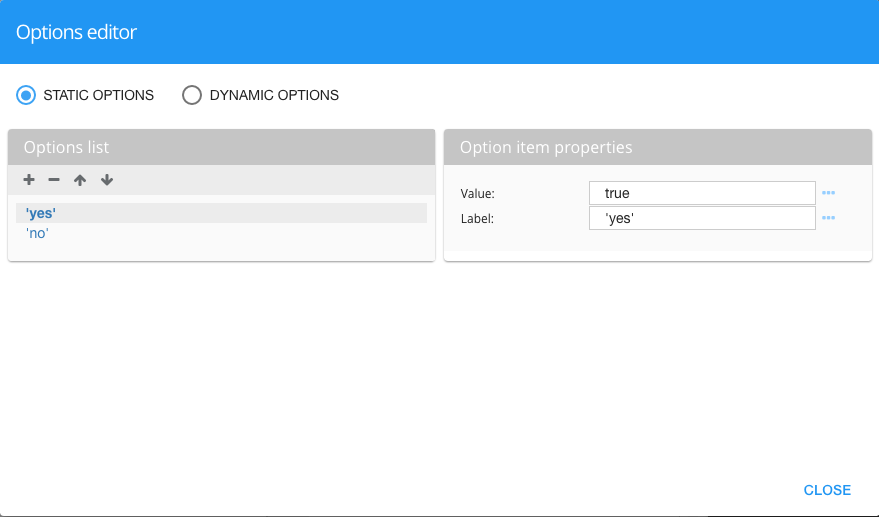 Options editor
STATIC OPTIONS DYNAMIC OPTIONS
Options list
'yes'
'no'
Option item properties
Value: true
Label: 'yes'
CLOSE